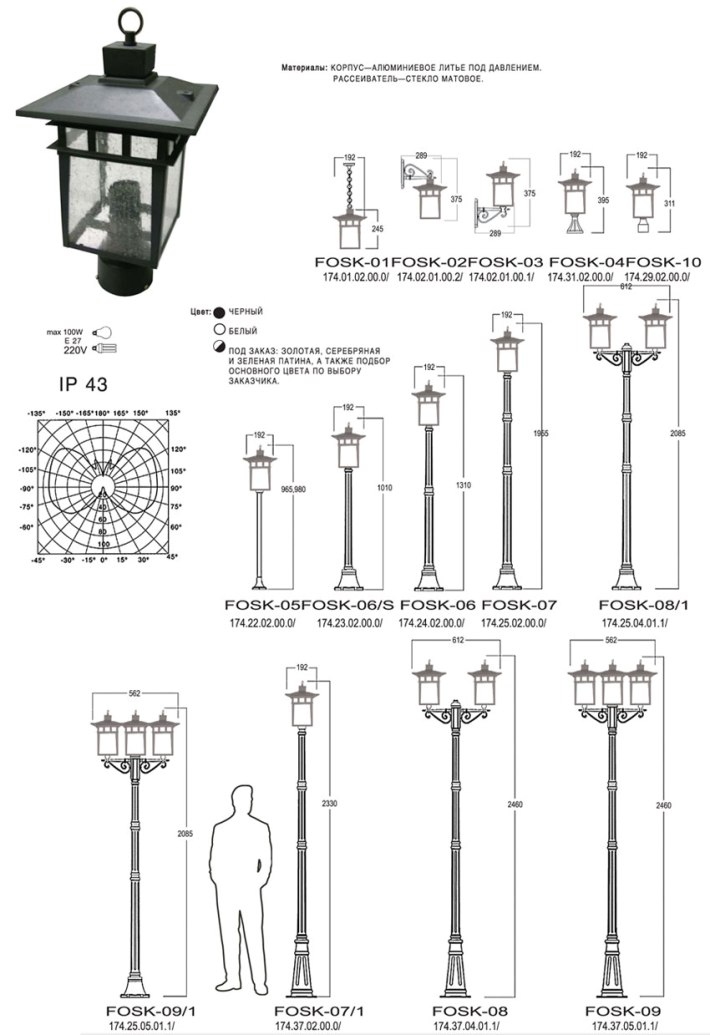 Материалы: КОРПУС—АЛЮМИНИЕВОЕ ЛИТЬЕ ПОД ДАВЛЕНИЕМ.
РАССЕИВАТЕЛЬ—СТЕКЛО МАТОВОЕ.
192 289 192 192
245 375 375 395 311
289
FOSK-01 FOSK-02 FOSK-03 FOSK-04 FOSK-10
174.01.02.00.0/ 174.02.01.00.2/ 174.02.01.00.1/ 174.31.02.00.0/ 174.29.02.00.0/
Цвет: ЧЕРНЫЙ
БЕЛЫЙ
ПОД ЗАКАЗ: ЗОЛОТАЯ, СЕРЕБРЯНАЯ
И ЗЕЛЕНАЯ ПАТИНА, А ТАКЖЕ ПОДБОР
ОСНОВНОГО ЦВЕТА ПО ВЫБОРУ
ЗАКАЗЧИКА.
max 100W
E 27
220V
IP 43
-135° -150° -165° 180° 165° 150° 135°
-120° 120°
-105° 105°
-90° 90°
-75° 75°
-60° 60°
20
40
60
80
100
-45° -30° -15° 0° 15° 30° 45°
192 192 192 192 612
965,980 1010 1310 1955 2085
FOSK-05 FOSK-06/S FOSK-06 FOSK-07 FOSK-08/1
174.22.02.00.0/ 174.23.02.00.0/ 174.24.02.00.0/ 174.25.02.00.0/ 174.25.04.01.1/
562 192 612 562
2085 2330 2460 2460
FOSK-09/1 FOSK-07/1 FOSK-08 FOSK-09
174.25.05.01.1/ 174.37.02.00.0/ 174.37.04.01.1/ 174.37.05.01.1/